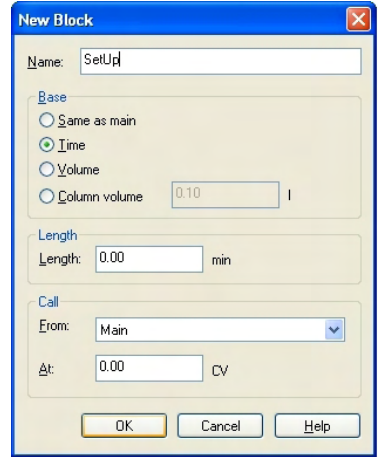 New Block
Name: SetUp
Base
Same as main
Time
Volume
Column volume 0.10 l
Length
Length: 0.00 min
Call
From: Main
At: 0.00 CV
OK Cancel Help